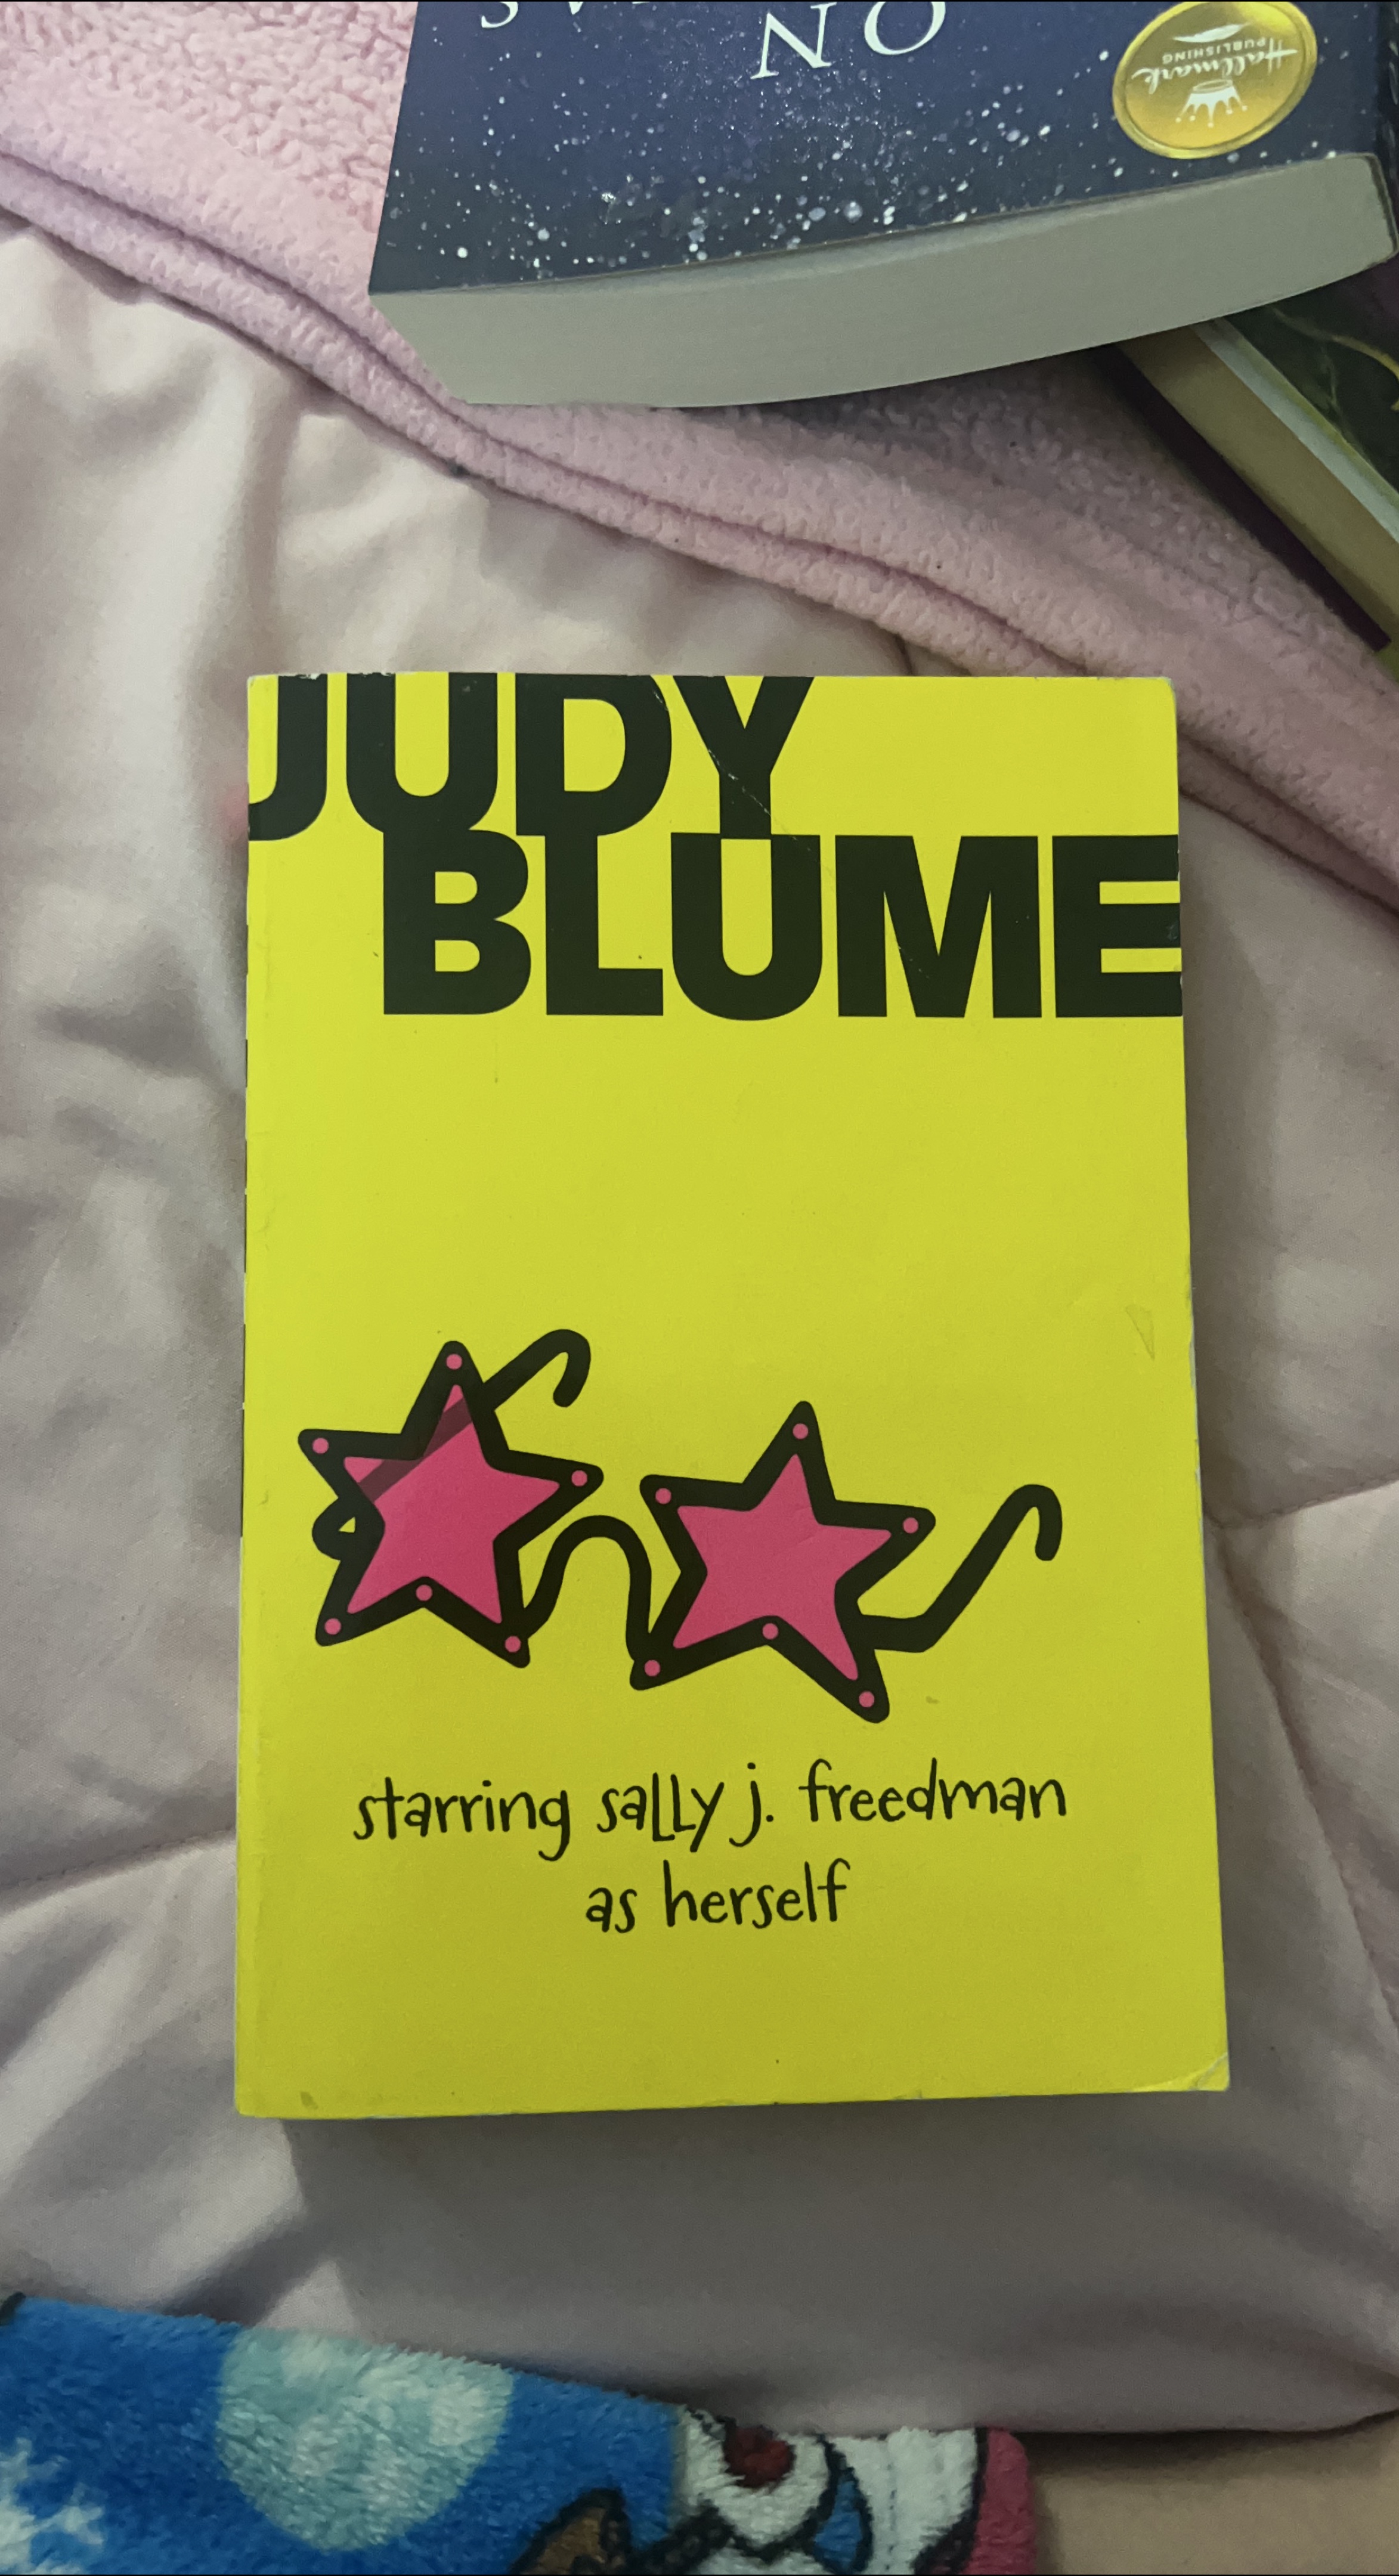 ON
Hallmark
PUBLISHING
JUDY
BLUME
starring sally j. freedman
as herself